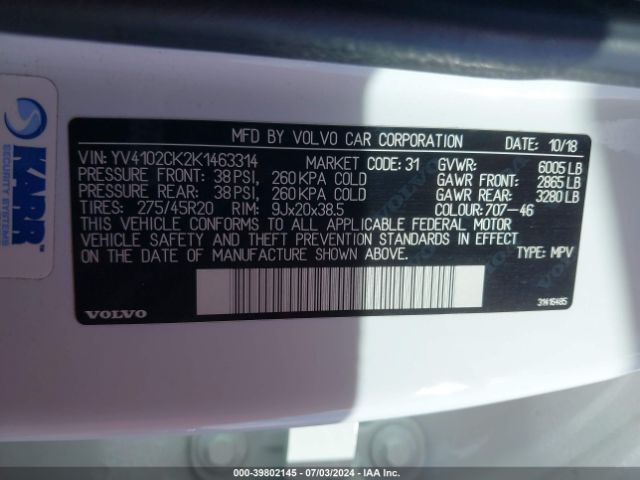 KARR
SECURITY SYSTEMS
MFD BY VOLVO CAR CORPORATION DATE: 10/18
VIN: YV4102CK2K1463314 MARKET CODE: 31 GVWR: 6005 LB
PRESSURE FRONT: 38 PSI, 260 KPA COLD GAWR FRONT: 2865 LB
PRESSURE REAR: 38 PSI, 260 KPA COLD GAWR REAR: 3280 LB
TIRES: 275/45R20 RIM: 9Jx20x38.5 COLOUR: 707-46
THIS VEHICLE CONFORMS TO ALL APPLICABLE FEDERAL MOTOR
VEHICLE SAFETY AND THEFT PREVENTION STANDARDS IN EFFECT
ON THE DATE OF MANUFACTURE SHOWN ABOVE. TYPE: MPV
VOLVO
31416485
000-39802145 - 07/03/2024 - IAA Inc.